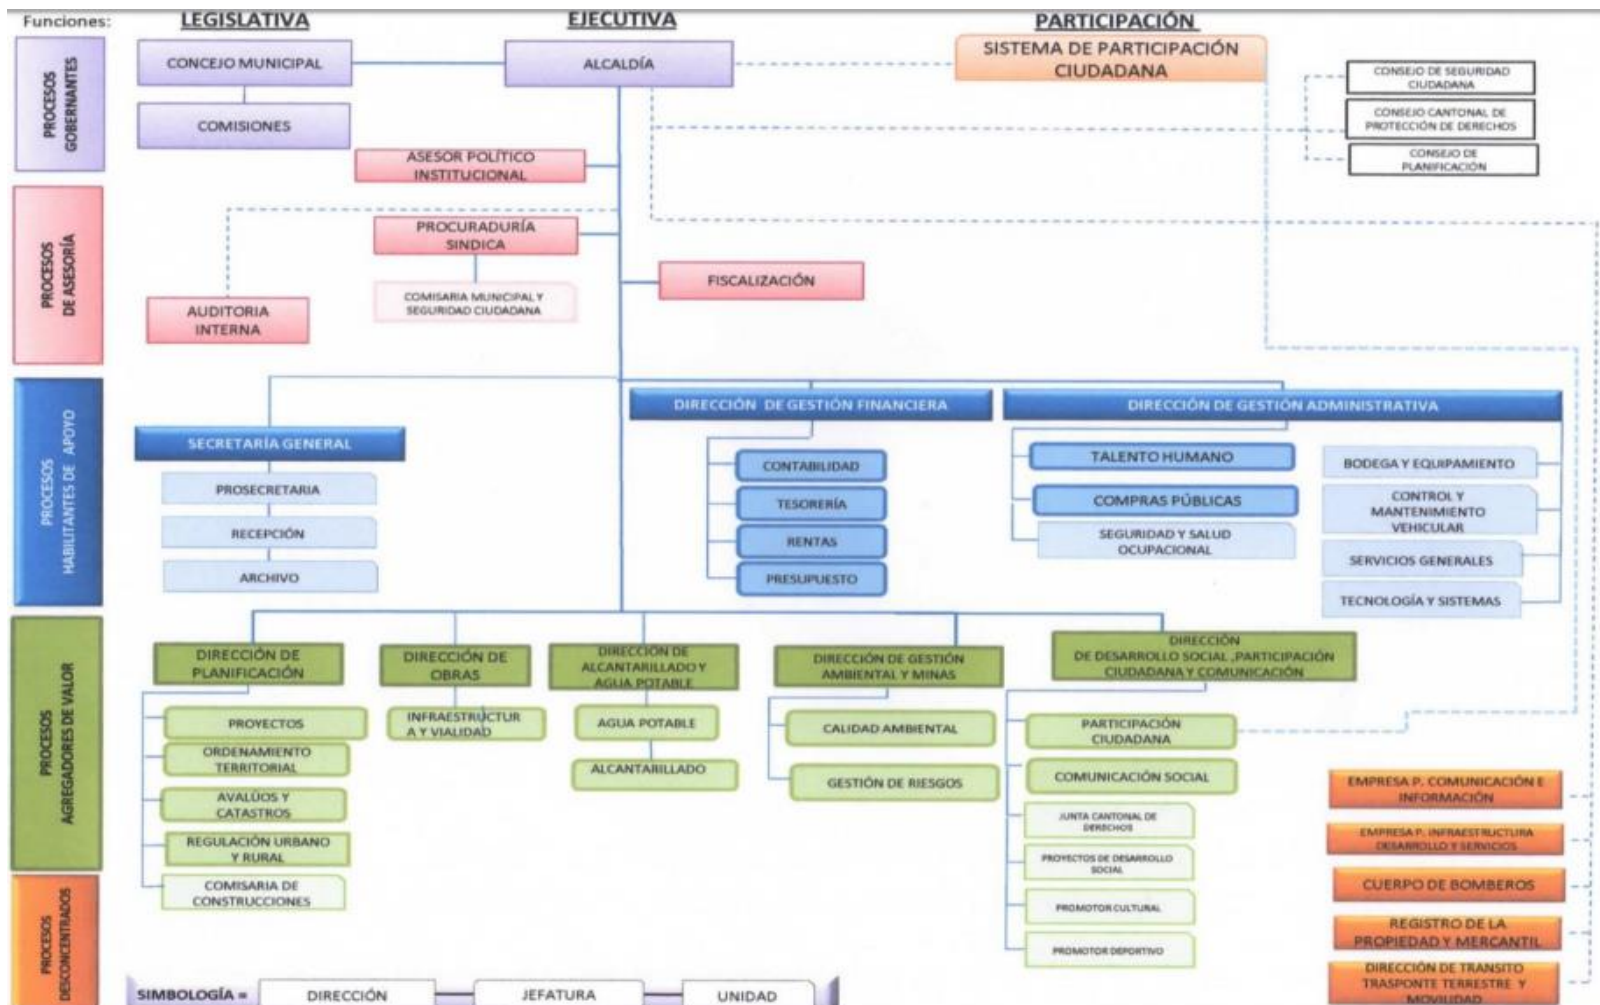 Funciones:
LEGISLATIVA
EJECUTIVA
PARTICIPACIÓN
PROCESOS
GOBERNANTES
CONCEJO MUNICIPAL
ALCALDÍA
SISTEMA DE PARTICIPACIÓN
CIUDADANA
COMISIONES
CONSEJO DE SEGURIDAD
CIUDADANA
CONSEJO CANTONAL DE
PROTECCIÓN DE DERECHOS
CONSEJO DE
PLANIFICACIÓN
ASESOR POLÍTICO
INSTITUCIONAL
PROCESOS
DE ASESORÍA
PROCURADURÍA
SINDICA
COMISARIA MUNICIPAL Y
SEGURIDAD CIUDADANA
FISCALIZACIÓN
AUDITORIA
INTERNA
PROCESOS
HABILITANTES DE APOYO
SECRETARÍA GENERAL
PROSECRETARIA
RECEPCIÓN
ARCHIVO
DIRECCIÓN DE GESTIÓN FINANCIERA
CONTABILIDAD
TESORERÍA
RENTAS
PRESUPUESTO
DIRECCIÓN DE GESTIÓN ADMINISTRATIVA
TALENTO HUMANO
COMPRAS PÚBLICAS
SEGURIDAD Y SALUD
OCUPACIONAL
BODEGA Y EQUIPAMIENTO
CONTROL Y
MANTENIMIENTO
VEHICULAR
SERVICIOS GENERALES
TECNOLOGÍA Y SISTEMAS
PROCESOS
AGREGADORES DE VALOR
DIRECCIÓN DE
PLANIFICACIÓN
PROYECTOS
ORDENAMIENTO
TERRITORIAL
AVALÚOS Y
CATASTROS
REGULACIÓN URBANO
Y RURAL
COMISARIA DE
CONSTRUCCIONES
DIRECCIÓN DE
OBRAS
INFRAESTRUCTUR
A Y VIALIDAD
DIRECCIÓN DE
ALCANTARILLADO Y
AGUA POTABLE
AGUA POTABLE
ALCANTARILLADO
DIRECCIÓN DE GESTIÓN
AMBIENTAL Y MINAS
CALIDAD AMBIENTAL
GESTIÓN DE RIESGOS
DIRECCIÓN
DE DESARROLLO SOCIAL ,PARTICIPACIÓN
CIUDADANA Y COMUNICACIÓN
PARTICIPACIÓN
CIUDADANA
COMUNICACIÓN SOCIAL
JUNTA CANTONAL DE
DERECHOS
PROYECTOS DE DESARROLLO
SOCIAL
PROMOTOR CULTURAL
PROMOTOR DEPORTIVO
PROCESOS
DESCONCENTRADOS
EMPRESA P. COMUNICACIÓN E
INFORMACIÓN
EMPRESA P. INFRAESTRUCTURA
DESARROLLO Y SERVICIOS
CUERPO DE BOMBEROS
REGISTRO DE LA
PROPIEDAD Y MERCANTIL
DIRECCIÓN DE TRANSITO
TRASPONTE TERRESTRE Y
MOVILIDAD
SIMBOLOGÍA =
DIRECCIÓN
JEFATURA
UNIDAD